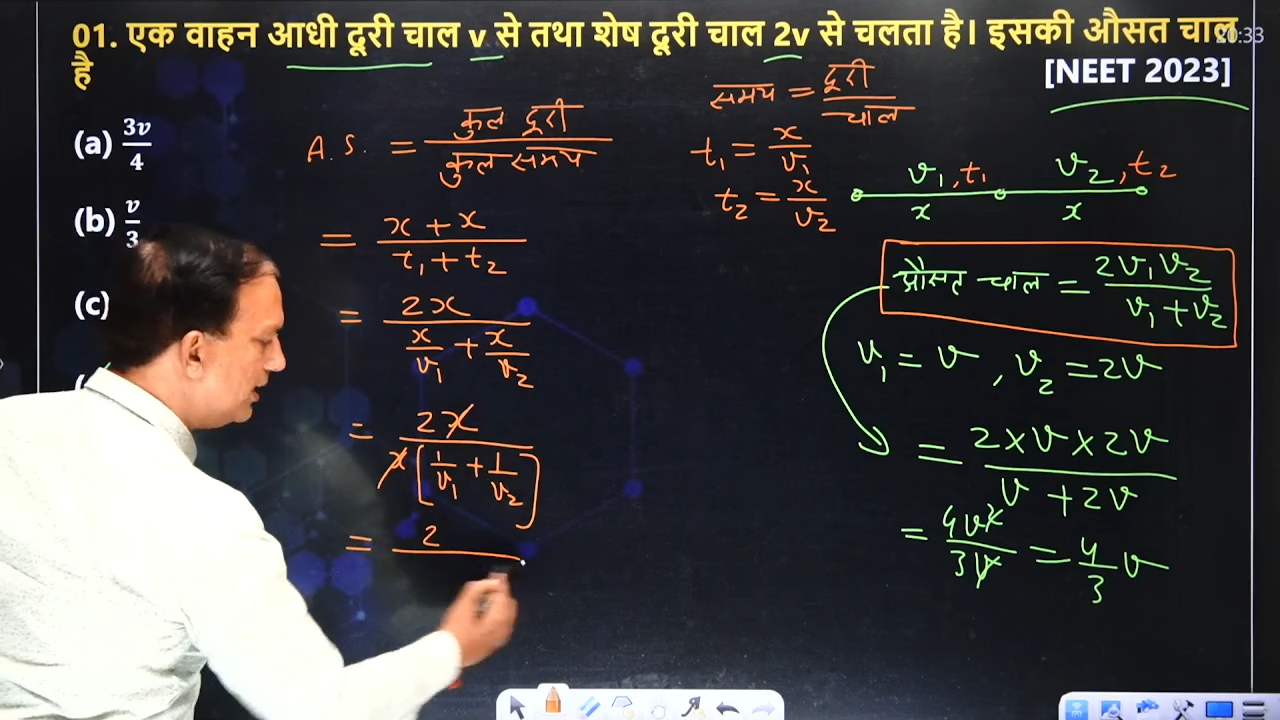 01. एक वाहन आधी दूरी चाल v से तथा शेष दूरी चाल 2v से चलता है। इसकी औसत चाल
है
[NEET 2023]
(a) 3v/4
(b) v/3
(c)
A.S. = कुल दूरी / कुल समय
= x + x / t₁ + t₂
= 2x / x/v₁ + x/v₂
= 2x / x[1/v₁ + 1/v₂]
= 2
समय = दूरी / चाल
t₁ = x/v₁
t₂ = x/v₂
v₁, t₁ v₂, t₂
x x
औसत चाल = 2v₁v₂ / v₁ + v₂
v₁ = v , v₂ = 2v
= 2 × v × 2v / v + 2v
= 4v² / 3v = 4/3 v